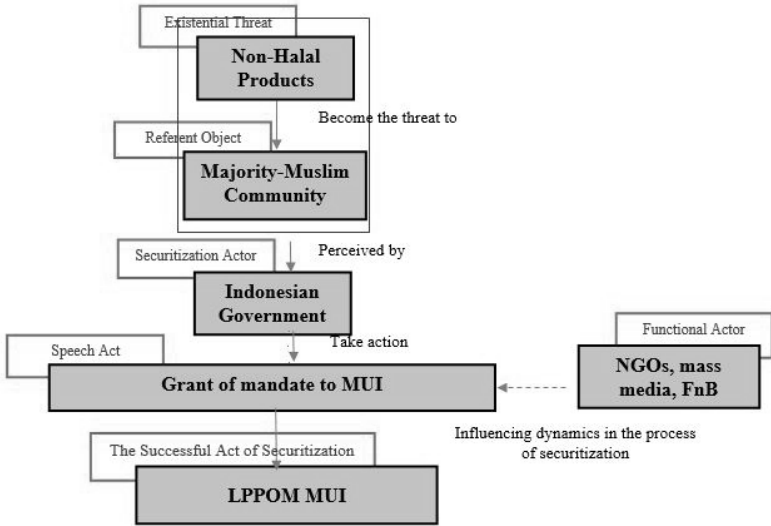 Existential Threat
Non-Halal
Products
Become the threat to
Referent Object
Majority-Muslim
Community
Securitization Actor
Perceived by
Indonesian
Government
Take action
Speech Act
Grant of mandate to MUI
Functional Actor
NGOs, mass
media, FnB
Influencing dynamics in the process
of securitization
The Successful Act of Securitization
LPPOM MUI